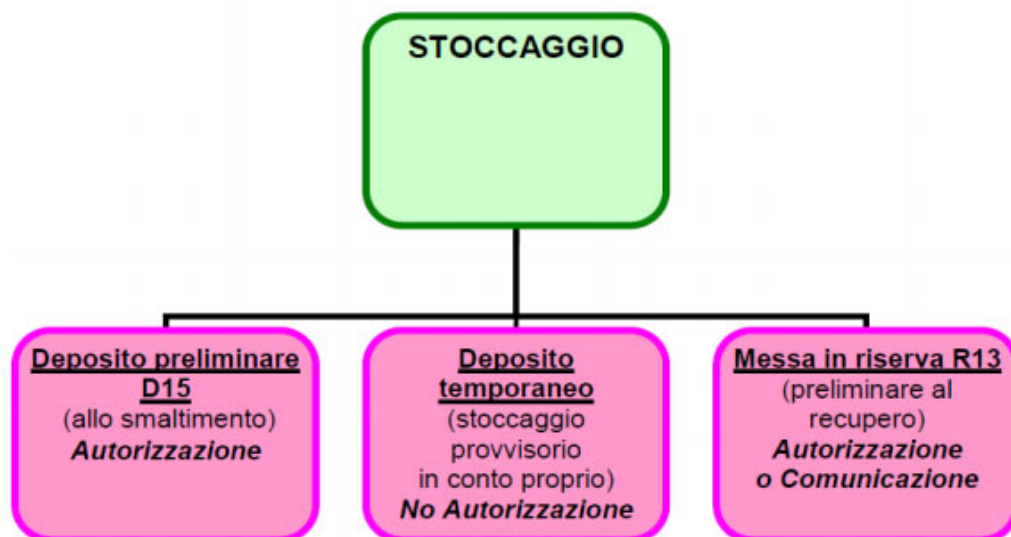 STOCCAGGIO
Deposito preliminare
D15
(allo smaltimento)
Autorizzazione
Deposito
temporaneo
(stoccaggio
provvisorio
in conto proprio)
No Autorizzazione
Messa in riserva R13
(preliminare al
recupero)
Autorizzazione
o Comunicazione